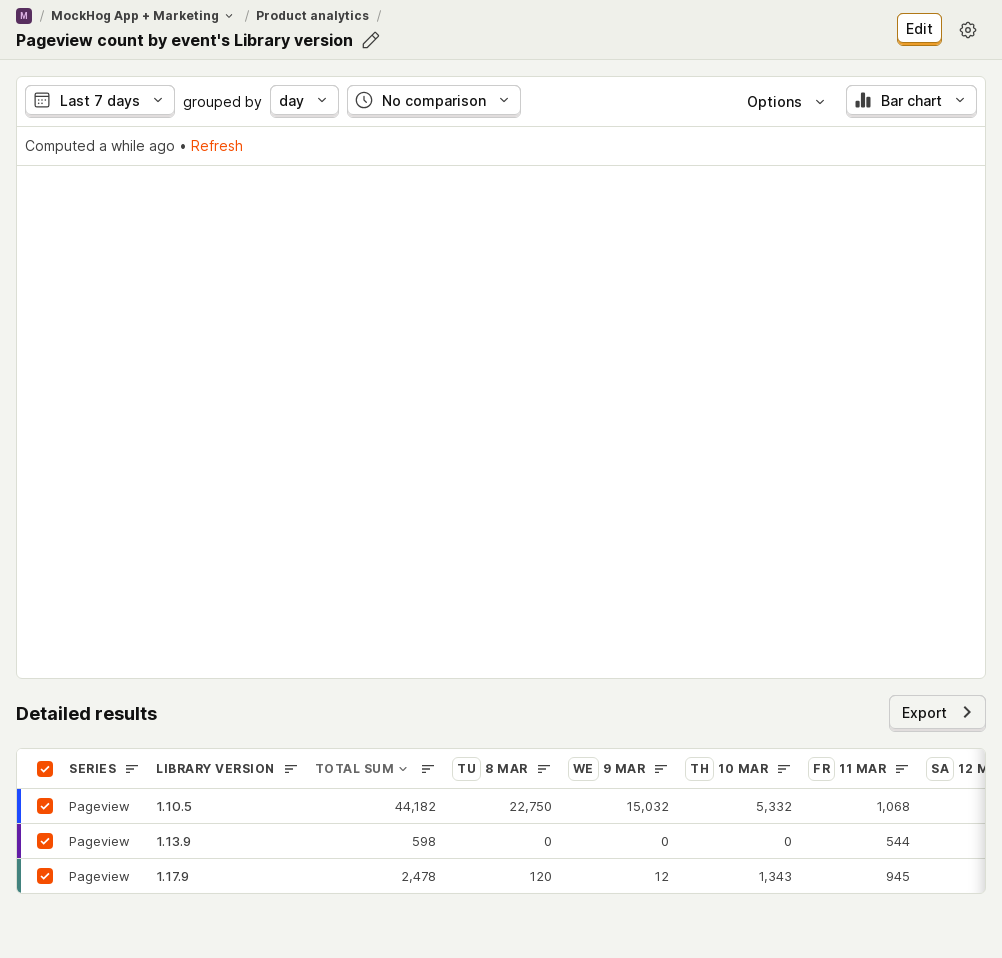 M / MockHog App + Marketing / Product analytics /
Pageview count by event's Library version
Edit
Last 7 days grouped by day No comparison Options Bar chart
Computed a while ago • Refresh
Detailed results
Export
SERIES LIBRARY VERSION TOTAL SUM TU 8 MAR WE 9 MAR TH 10 MAR FR 11 MAR SA 12 M
Pageview 1.10.5 44,182 22,750 15,032 5,332 1,068
Pageview 1.13.9 598 0 0 0 544
Pageview 1.17.9 2,478 120 12 1,343 945